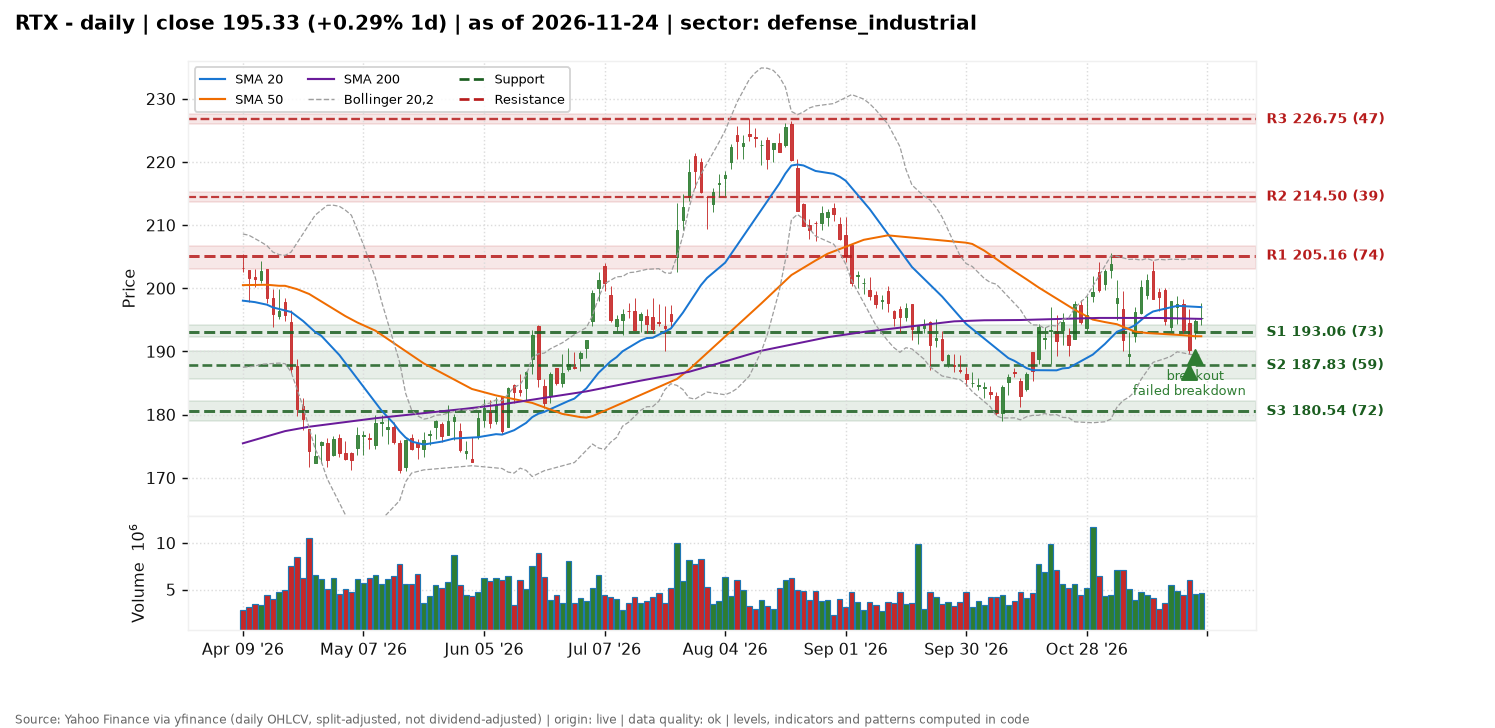 RTX - daily | close 195.33 (+0.29% 1d) | as of 2026-11-24 | sector: defense_industrial
SMA 20
SMA 50
SMA 200
Bollinger 20,2
Support
Resistance
Price
230
220
210
200
190
180
170
R3 226.75 (47)
R2 214.50 (39)
R1 205.16 (74)
S1 193.06 (73)
S2 187.83 (59)
S3 180.54 (72)
breakout
failed breakdown
Volume 10^6
10
5
Apr 09 '26
May 07 '26
Jun 05 '26
Jul 07 '26
Aug 04 '26
Sep 01 '26
Sep 30 '26
Oct 28 '26
Source: Yahoo Finance via yfinance (daily OHLCV, split-adjusted, not dividend-adjusted) | origin: live | data quality: ok | levels, indicators and patterns computed in code